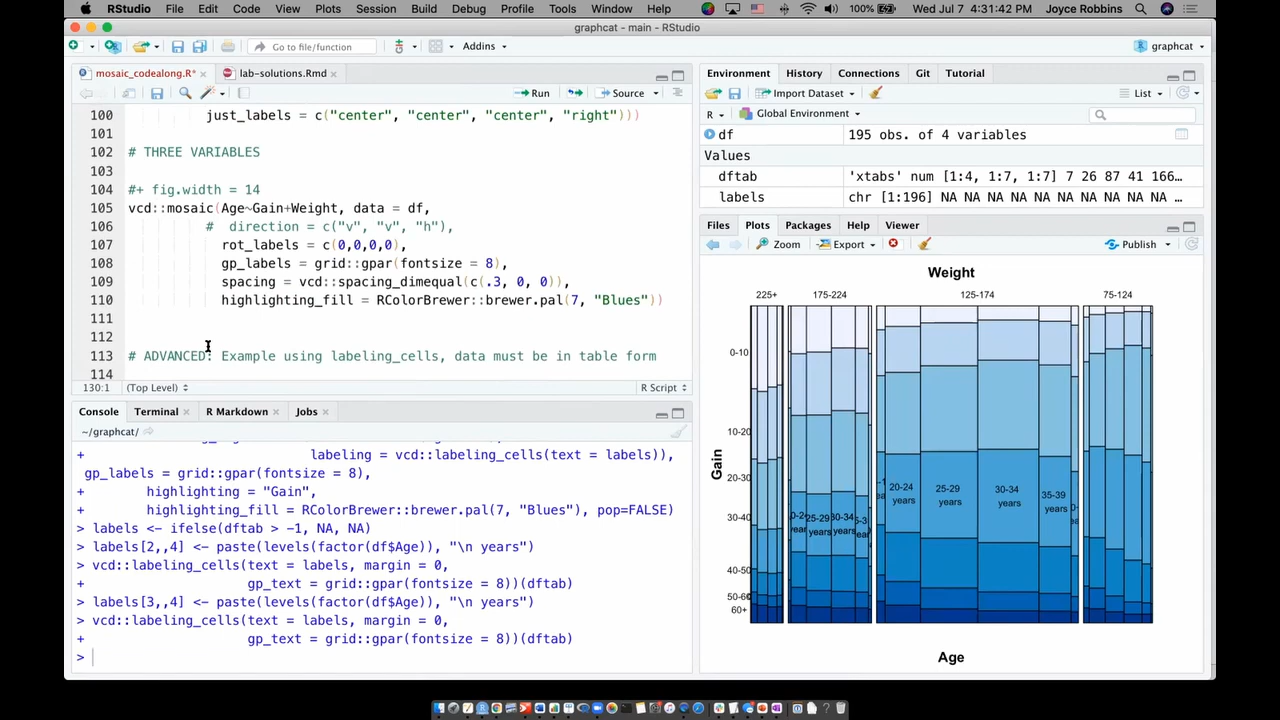 RStudio File Edit Code View Plots Session Build Debug Profile Tools Window Help 100% Wed Jul 7 4:31:42 PM Joyce Robbins
graphcat - main - RStudio
Go to file/function Addins graphcat
mosaic_codealong.R* lab-solutions.Rmd
Run Source
100 just_labels = c("center", "center", "center", "right")))
101
102 # THREE VARIABLES
103
104 #+ fig.width = 14
105 vcd::mosaic(Age~Gain+Weight, data = df,
106 # direction = c("v", "v", "h"),
107 rot_labels = c(0,0,0,0),
108 gp_labels = grid::gpar(fontsize = 8),
109 spacing = vcd::spacing_dimequal(c(.3, 0, 0)),
110 highlighting_fill = RColorBrewer::brewer.pal(7, "Blues"))
111
112
113 # ADVANCED: Example using labeling_cells, data must be in table form
114
130:1 (Top Level) R Script
Console Terminal R Markdown Jobs
~/graphcat/
+ labeling = vcd::labeling_cells(text = labels)),
gp_labels = grid::gpar(fontsize = 8),
+ highlighting = "Gain",
+ highlighting_fill = RColorBrewer::brewer.pal(7, "Blues"), pop=FALSE)
> labels <- ifelse(dftab > -1, NA, NA)
> labels[2,,4] <- paste(levels(factor(df$Age)), "\n years")
> vcd::labeling_cells(text = labels, margin = 0,
+ gp_text = grid::gpar(fontsize = 8))(dftab)
> labels[3,,4] <- paste(levels(factor(df$Age)), "\n years")
> vcd::labeling_cells(text = labels, margin = 0,
+ gp_text = grid::gpar(fontsize = 8))(dftab)
>
Environment History Connections Git Tutorial
Import Dataset List
R Global Environment
df 195 obs. of 4 variables
Values
dftab 'xtabs' num [1:4, 1:7, 1:7] 7 26 87 41 166…
labels chr [1:196] NA NA NA NA NA NA NA NA NA …
Files Plots Packages Help Viewer
Zoom Export Publish
Weight
225+ 175-224 125-174 75-124
0-10
10-20
20-30
30-40
40-50
60+
Gain
25-29 30-34
years years
20-24 25-29 30-34 35-39
years years years years
Age